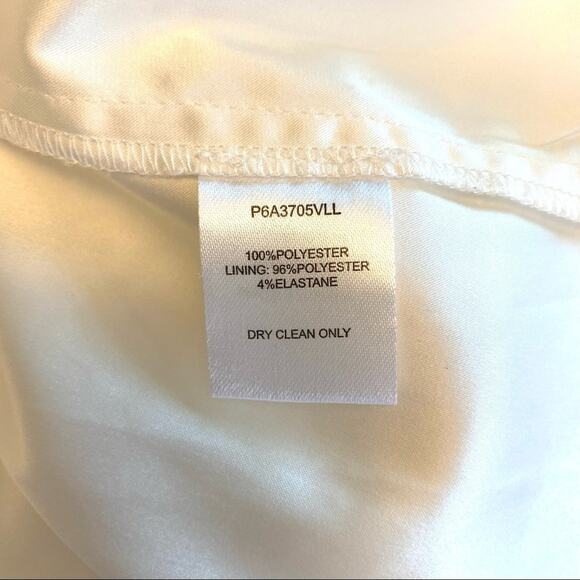 P6A3705VLL
100%POLYESTER
LINING: 96%POLYESTER
4%ELASTANE
DRY CLEAN ONLY